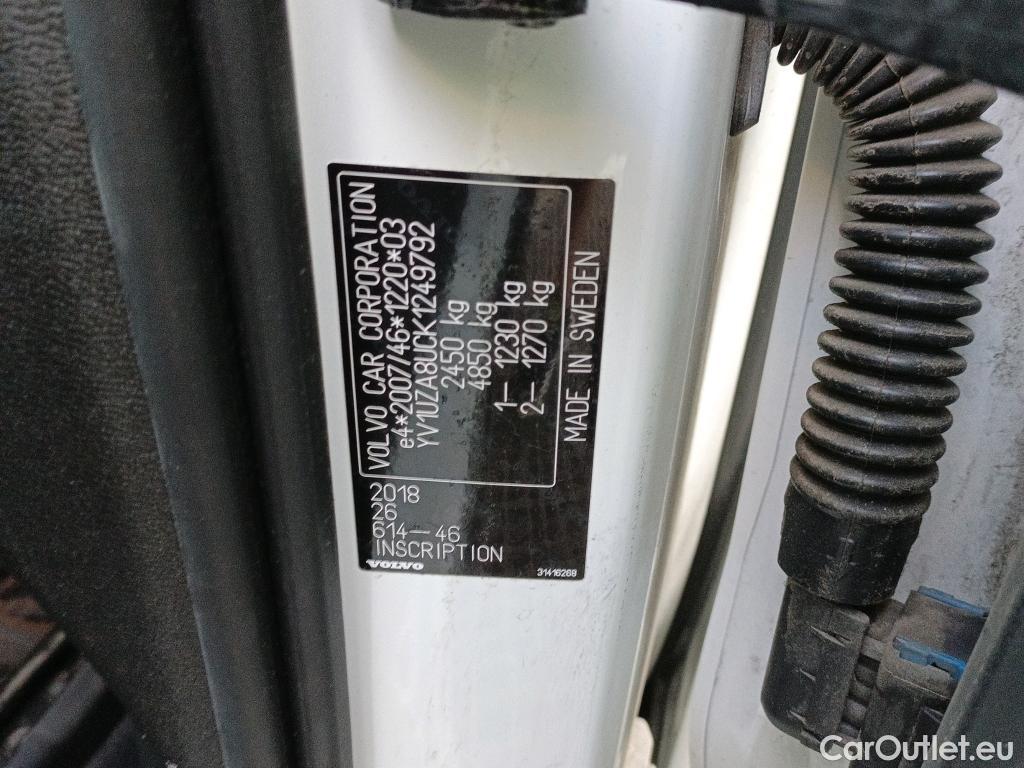 VOLVO CAR CORPORATION
e4*2007/46*1220*03
YV1UZA8UCK1249792
2450 kg
4850 kg
1– 1230 kg
2– 1270 kg
MADE IN SWEDEN
2018
26
614–46
INSCRIPTION
VOLVO
31416268
CarOutlet.eu